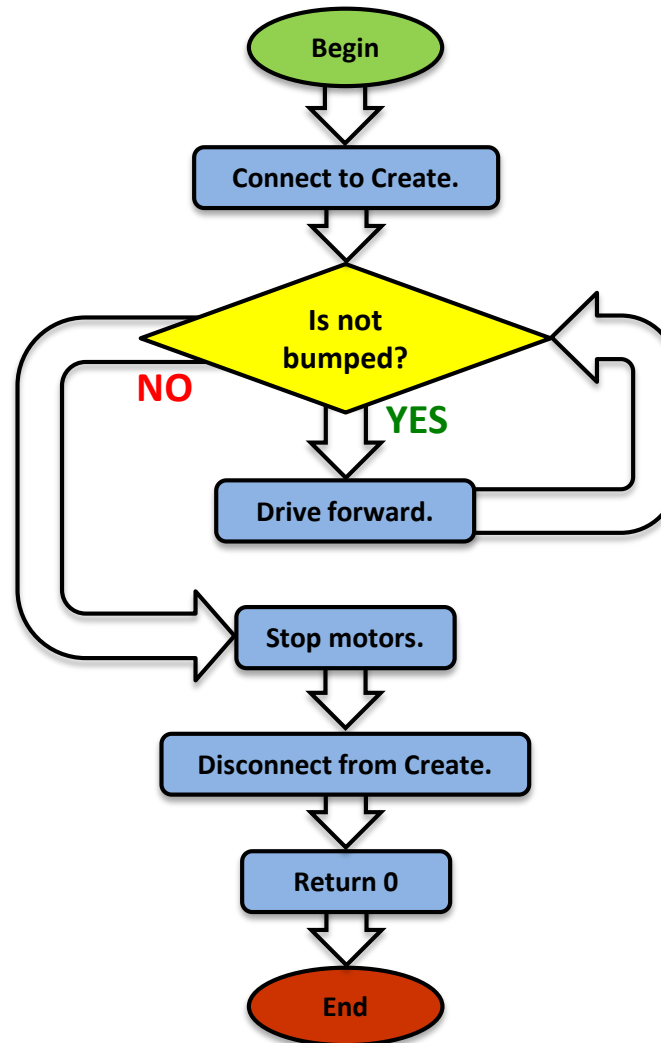 Begin
Connect to Create.
Is not
bumped?
NO
YES
Drive forward.
Stop motors.
Disconnect from Create.
Return 0
End